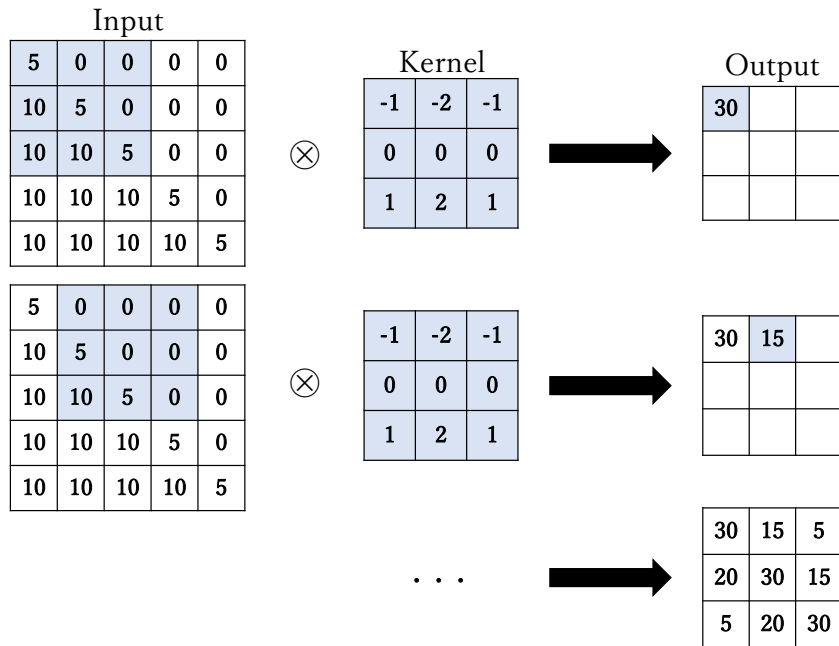 Input
Kernel
Output
5 0 0 0 0
10 5 0 0 0
10 10 5 0 0
10 10 10 5 0
10 10 10 10 5
⊗
-1 -2 -1
0 0 0
1 2 1
30
5 0 0 0 0
10 5 0 0 0
10 10 5 0 0
10 10 10 5 0
10 10 10 10 5
⊗
-1 -2 -1
0 0 0
1 2 1
30 15
. . .
30 15 5
20 30 15
5 20 30